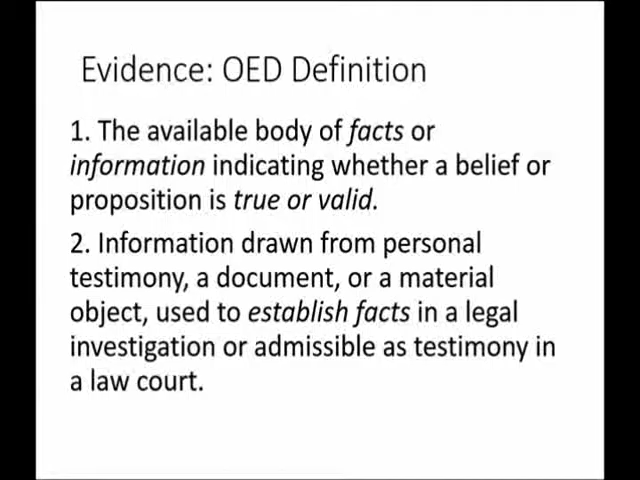 Evidence: OED Definition
1. The available body of facts or
information indicating whether a belief or
proposition is true or valid.
2. Information drawn from personal
testimony, a document, or a material
object, used to establish facts in a legal
investigation or admissible as testimony in
a law court.